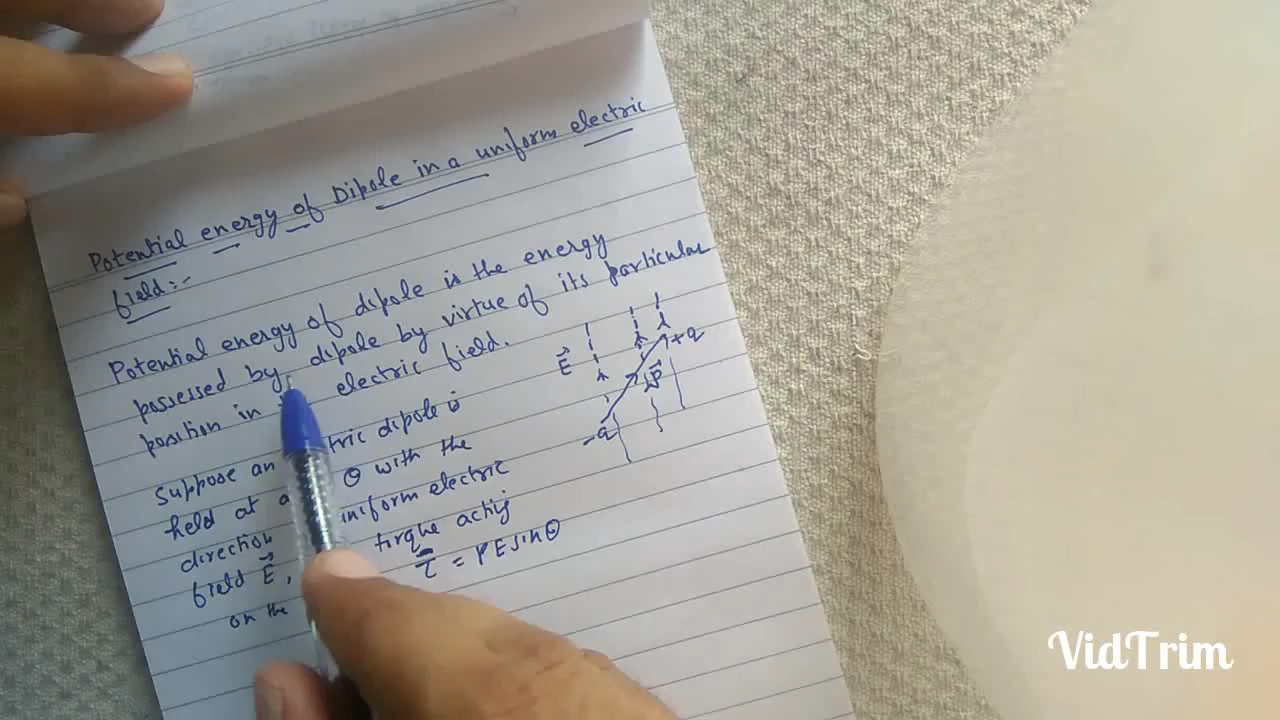 Potential energy of Dipole in a uniform electric
field:-
Potential energy of dipole is the energy
possessed by dipole by virtue of its particular
position in electric field.
Suppose an dipole is
held at θ with the
direction uniform electric
field E⃗,
on the torque acting
τ = PE sinθ
E⃗
+q
P⃗
-q
VidTrim